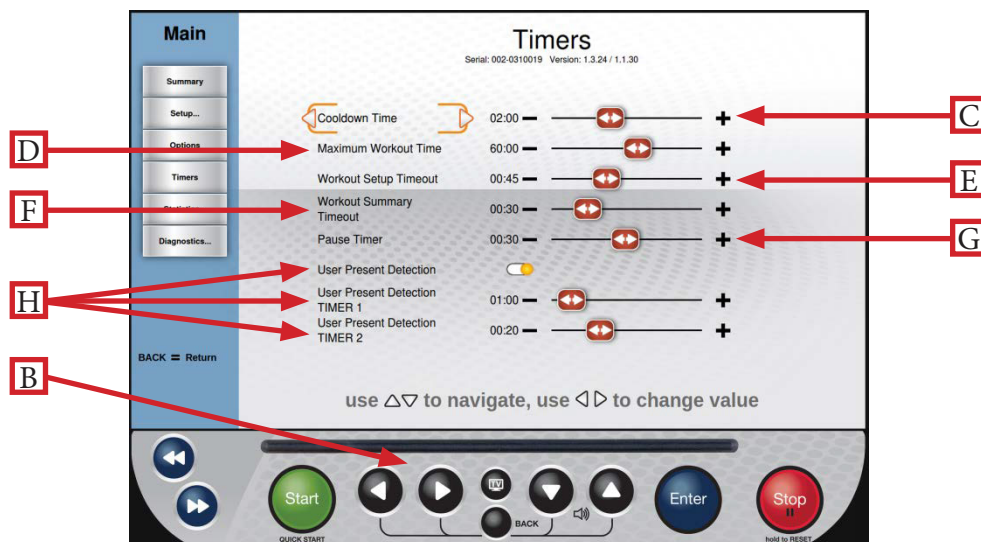 Main
Summary
Setup...
Options
Timers
Diagnostics...
BACK = Return
Timers
Serial: 002-0310019 Version: 1.3.24 / 1.1.30
Cooldown Time 02:00
Maximum Workout Time 60:00
Workout Setup Timeout 00:45
Workout Summary
Timeout 00:30
Pause Timer 00:30
User Present Detection
User Present Detection
TIMER 1 01:00
User Present Detection
TIMER 2 00:20
use △▽ to navigate, use ◁ ▷ to change value
C
D
E
F
G
H
B
Start
QUICK START
TV
BACK
Enter
Stop
hold to RESET